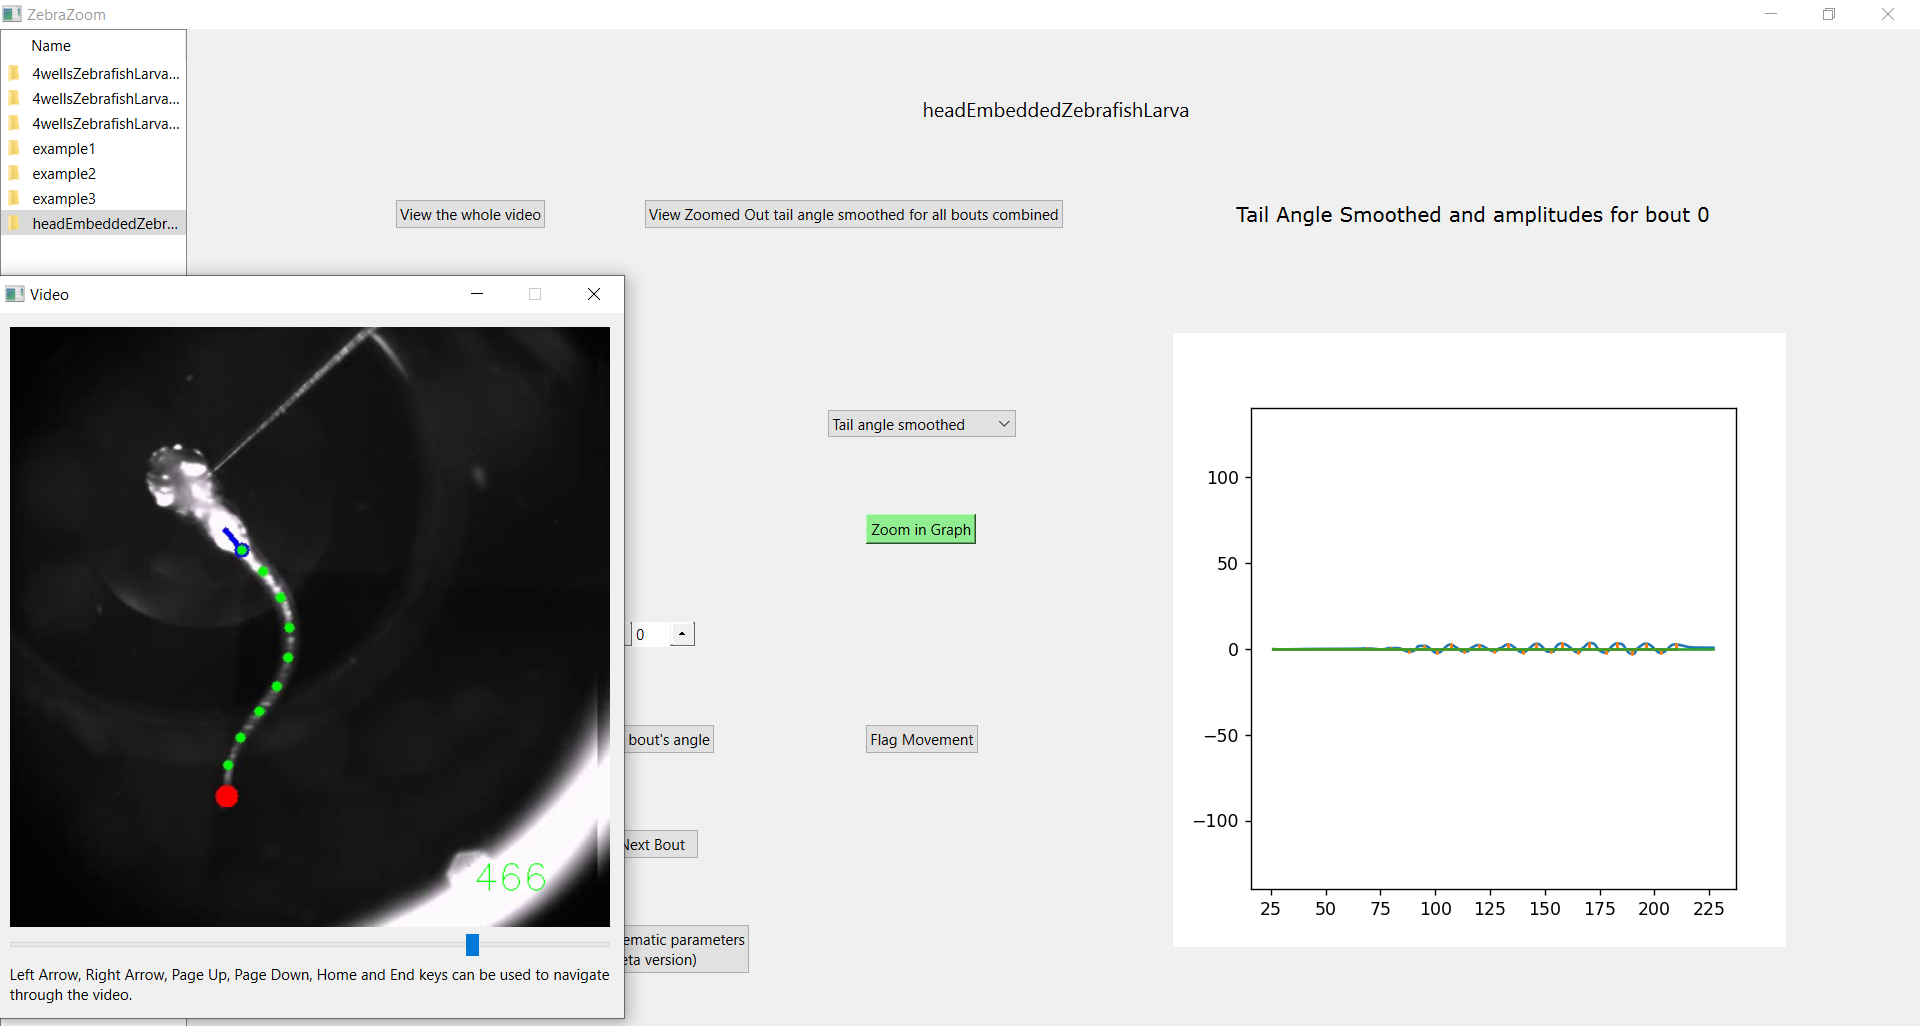 ZebraZoom
Name
4wellsZebrafishLarva...
4wellsZebrafishLarva...
4wellsZebrafishLarva...
example1
example2
example3
headEmbeddedZebr...
headEmbeddedZebrafishLarva
View the whole video
View Zoomed Out tail angle smoothed for all bouts combined
Tail Angle Smoothed and amplitudes for bout 0
Video
466
Left Arrow, Right Arrow, Page Up, Page Down, Home and End keys can be used to navigate
through the video.
Tail angle smoothed
Zoom in Graph
0
bout's angle
Flag Movement
Next Bout
ematic parameters
eta version)
100
50
0
−50
−100
25 50 75 100 125 150 175 200 225